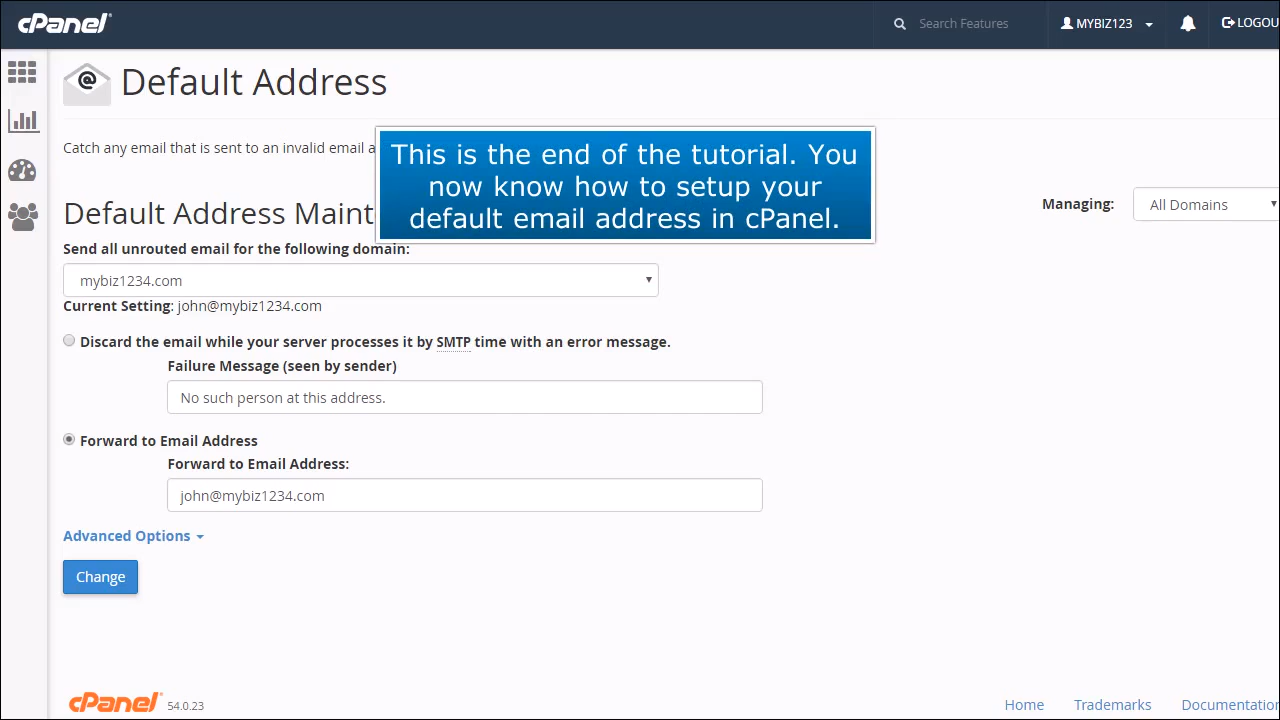 cPanel®
Search Features
MYBIZ123
LOGOU
Default Address
Catch any email that is sent to an invalid email a
This is the end of the tutorial. You
now know how to setup your
default email address in cPanel.
Default Address Maint
Managing:
All Domains
Send all unrouted email for the following domain:
mybiz1234.com
Current Setting: john@mybiz1234.com
Discard the email while your server processes it by SMTP time with an error message.
Failure Message (seen by sender)
No such person at this address.
Forward to Email Address
Forward to Email Address:
john@mybiz1234.com
Advanced Options
Change
cPanel® 54.0.23
Home Trademarks Documentation